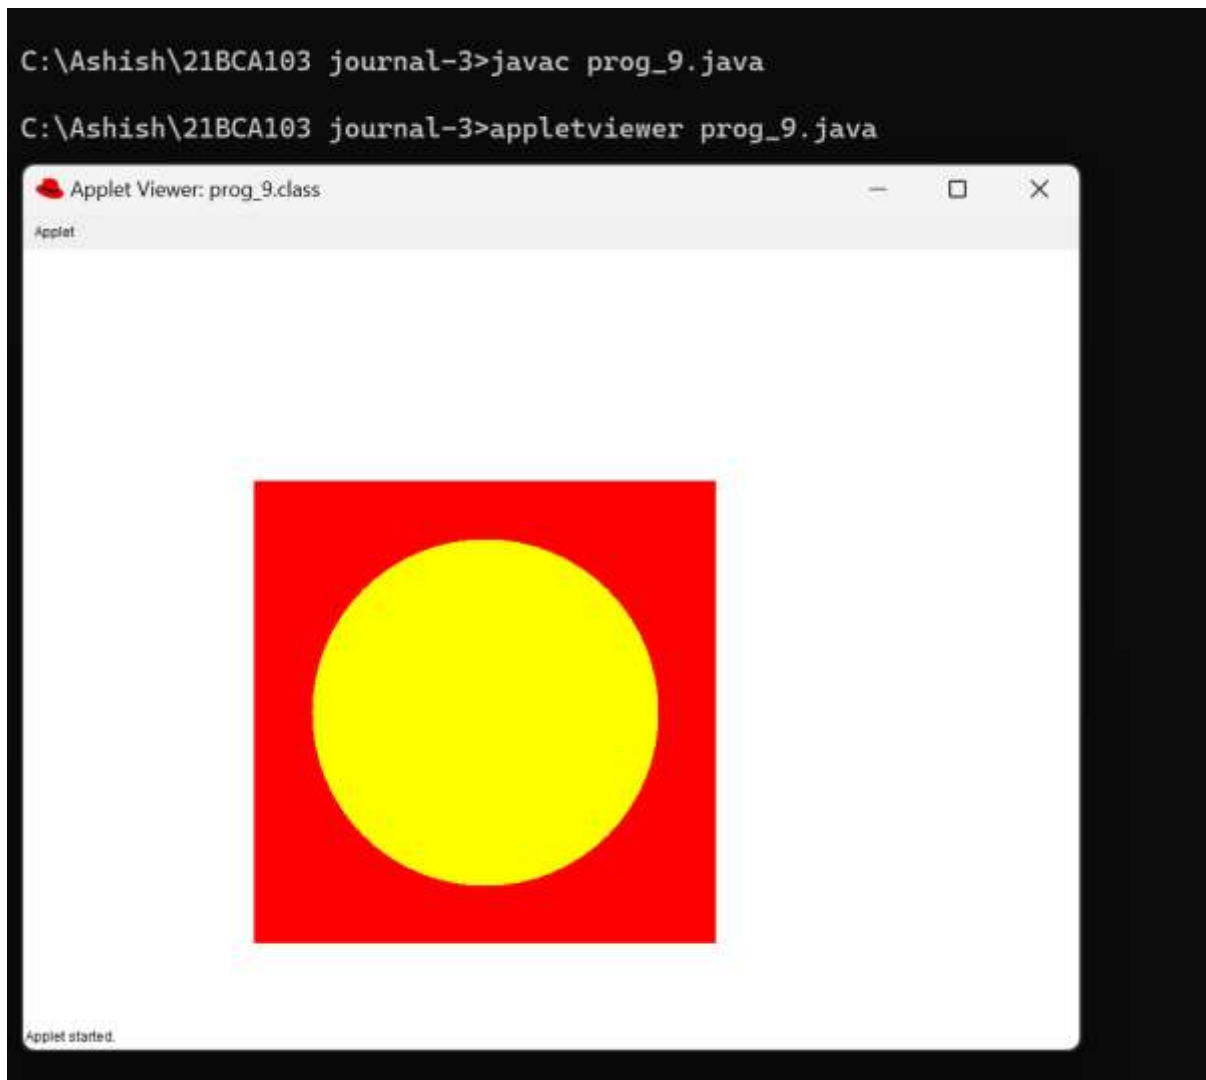 C:\Ashish\21BCA103 journal-3>javac prog_9.java
C:\Ashish\21BCA103 journal-3>appletviewer prog_9.java
Applet Viewer: prog_9.class
Applet
Applet started.